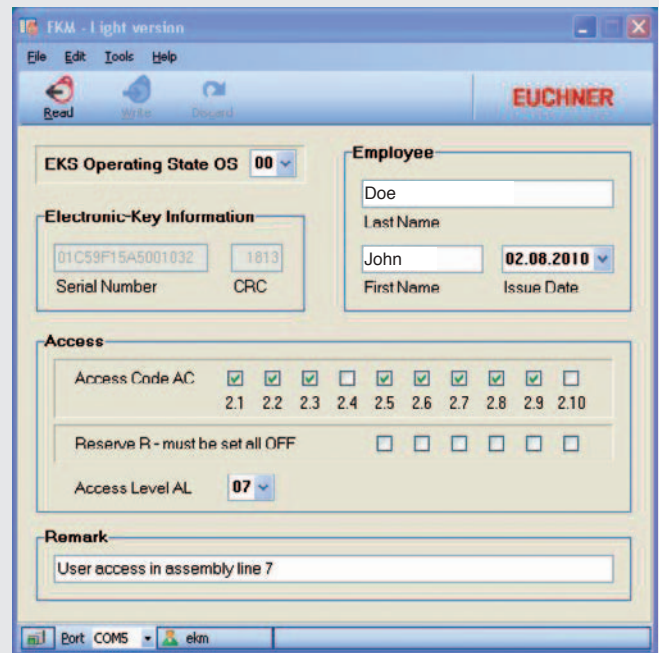 EKM - Light version
File Edit Tools Help
Read Write Discard
EUCHNER
EKS Operating State OS 00
Employee
Doe
Last Name
Electronic-Key Information
01C59F15A5001032 1813
Serial Number CRC
John 02.08.2010
First Name Issue Date
Access
Access Code AC
2.1 2.2 2.3 2.4 2.5 2.6 2.7 2.8 2.9 2.10
Reserve R - must be set all OFF
Access Level AL 07
Remark
User access in assembly line 7
Port COM5 ekm